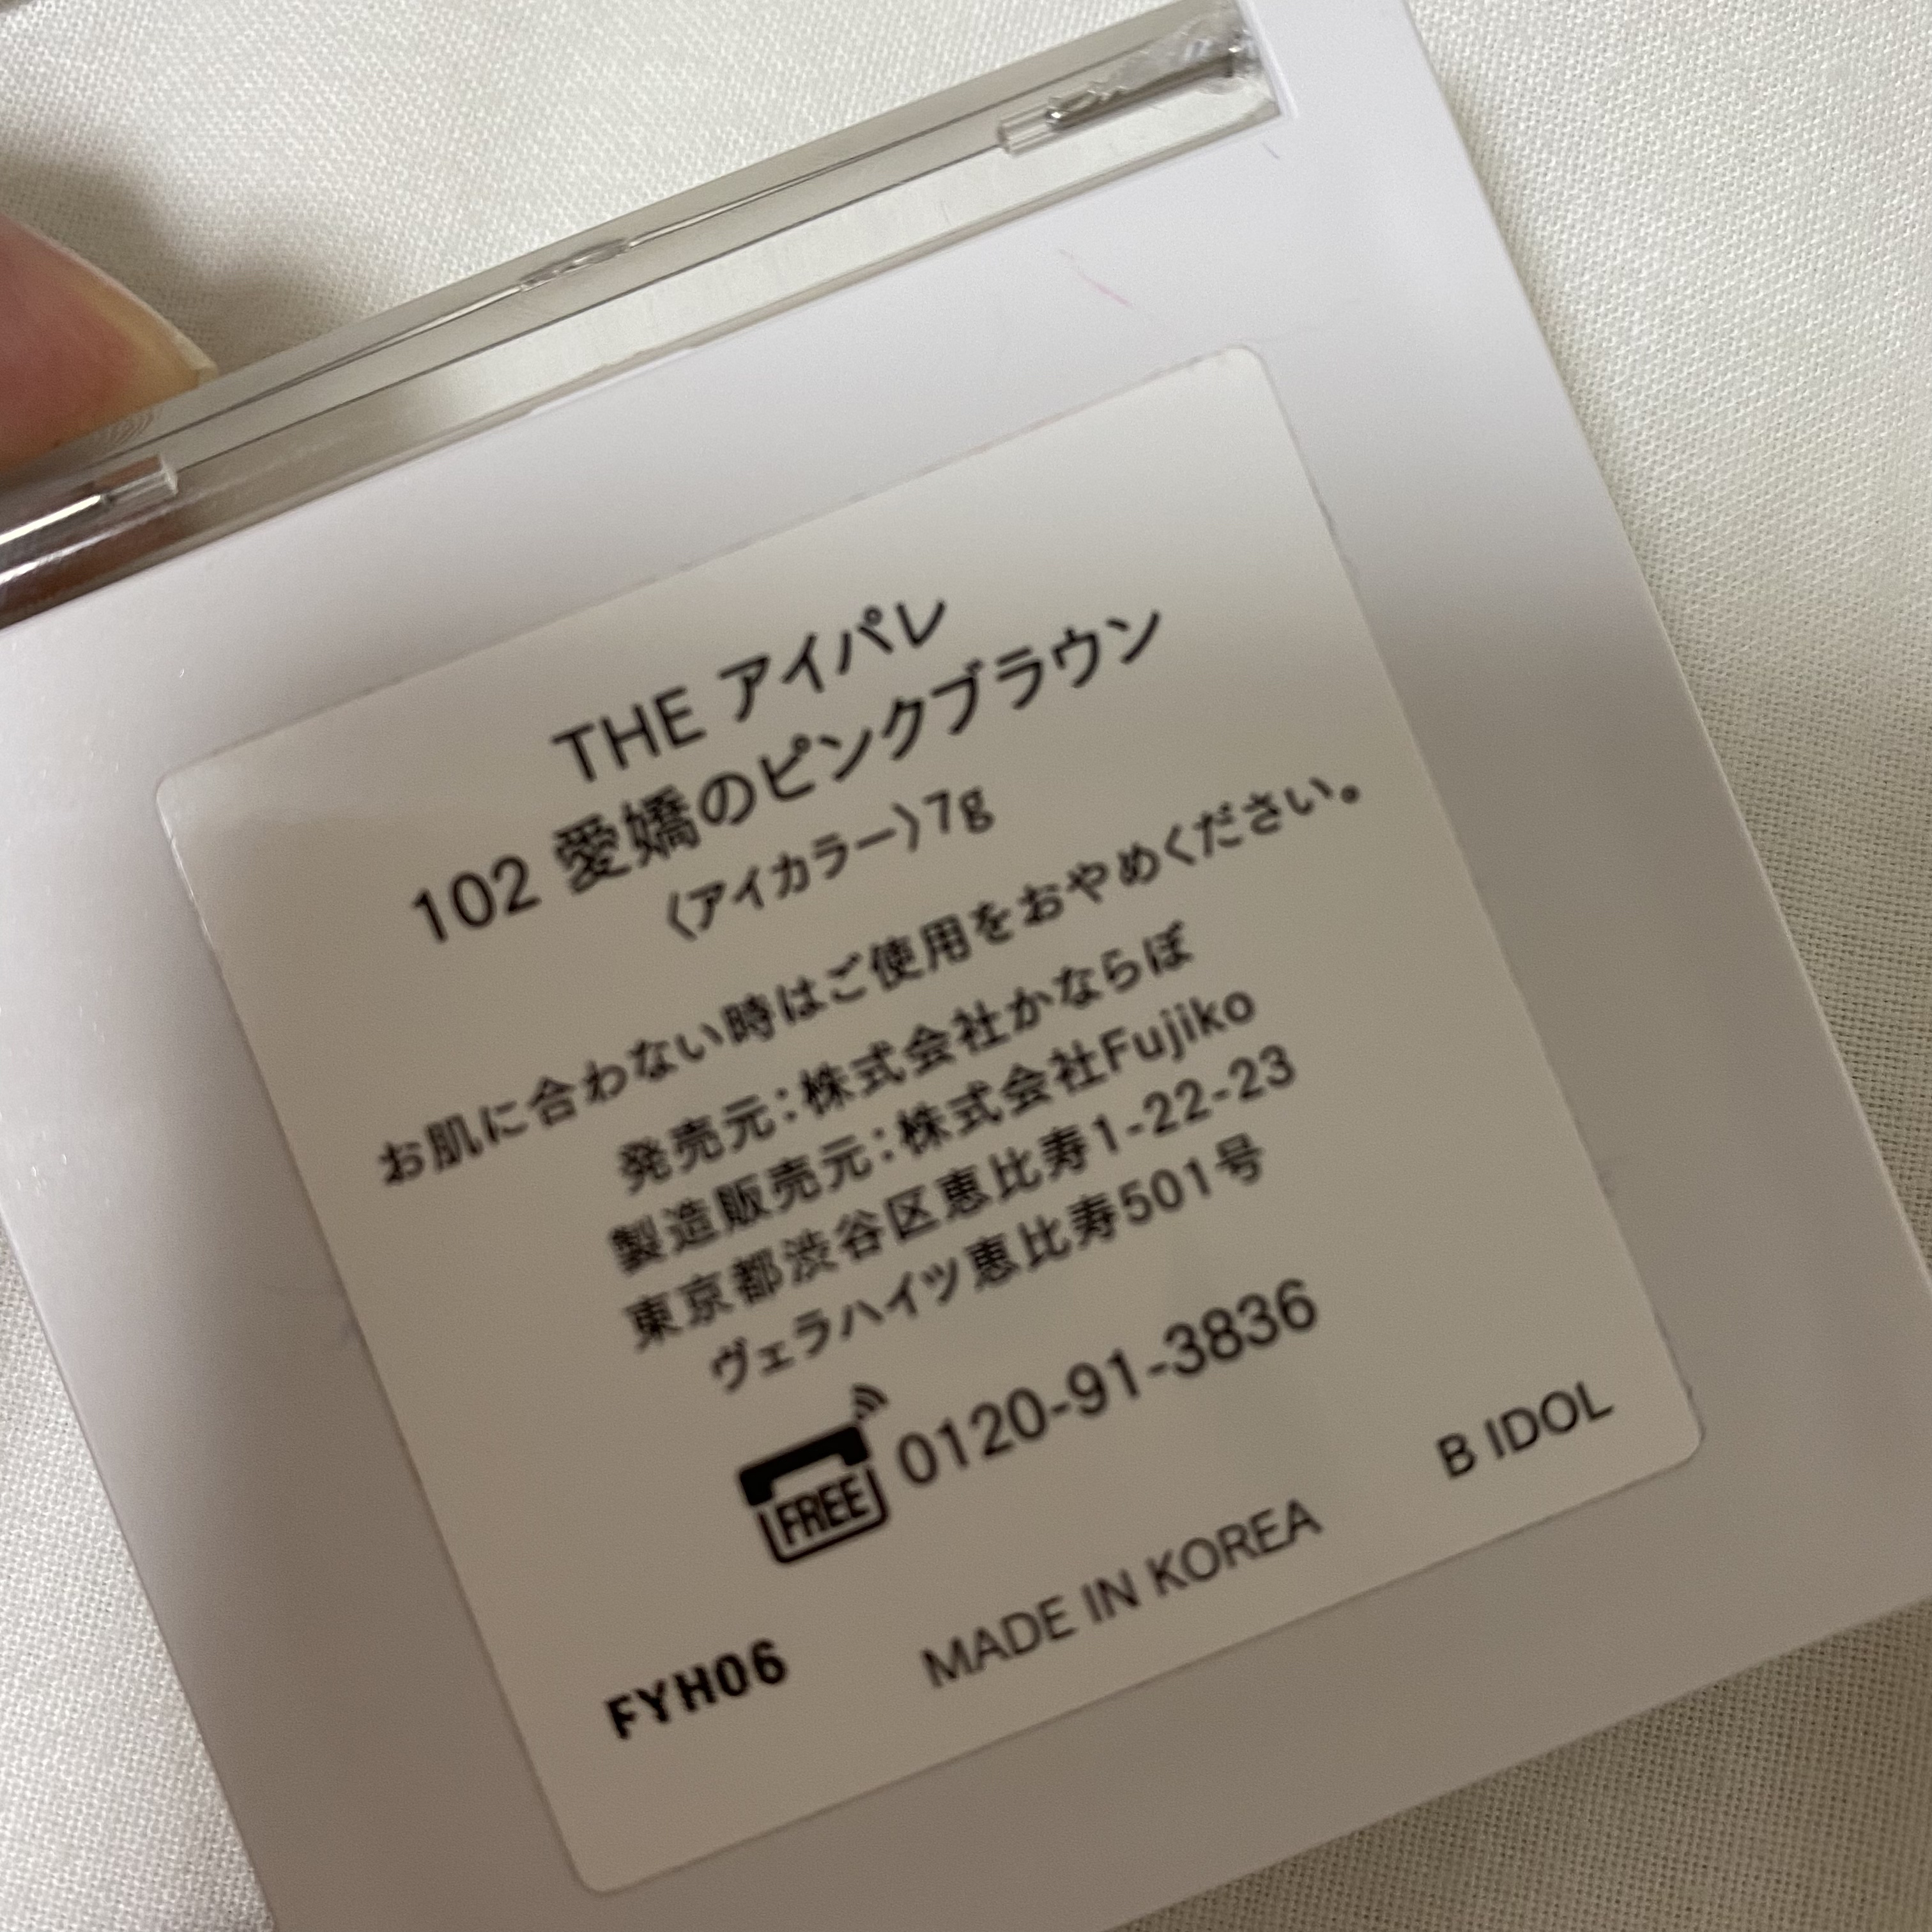 THE アイパレ
102 愛嬌のピンクブラウン
〈アイカラー〉7g
お肌に合わない時はご使用をおやめください。
発売元：株式会社かならぼ
製造販売元：株式会社Fujiko
東京都渋谷区恵比寿1-22-23
ヴェラハイツ恵比寿501号
FREE 0120-91-3836
B IDOL
FYH06 MADE IN KOREA